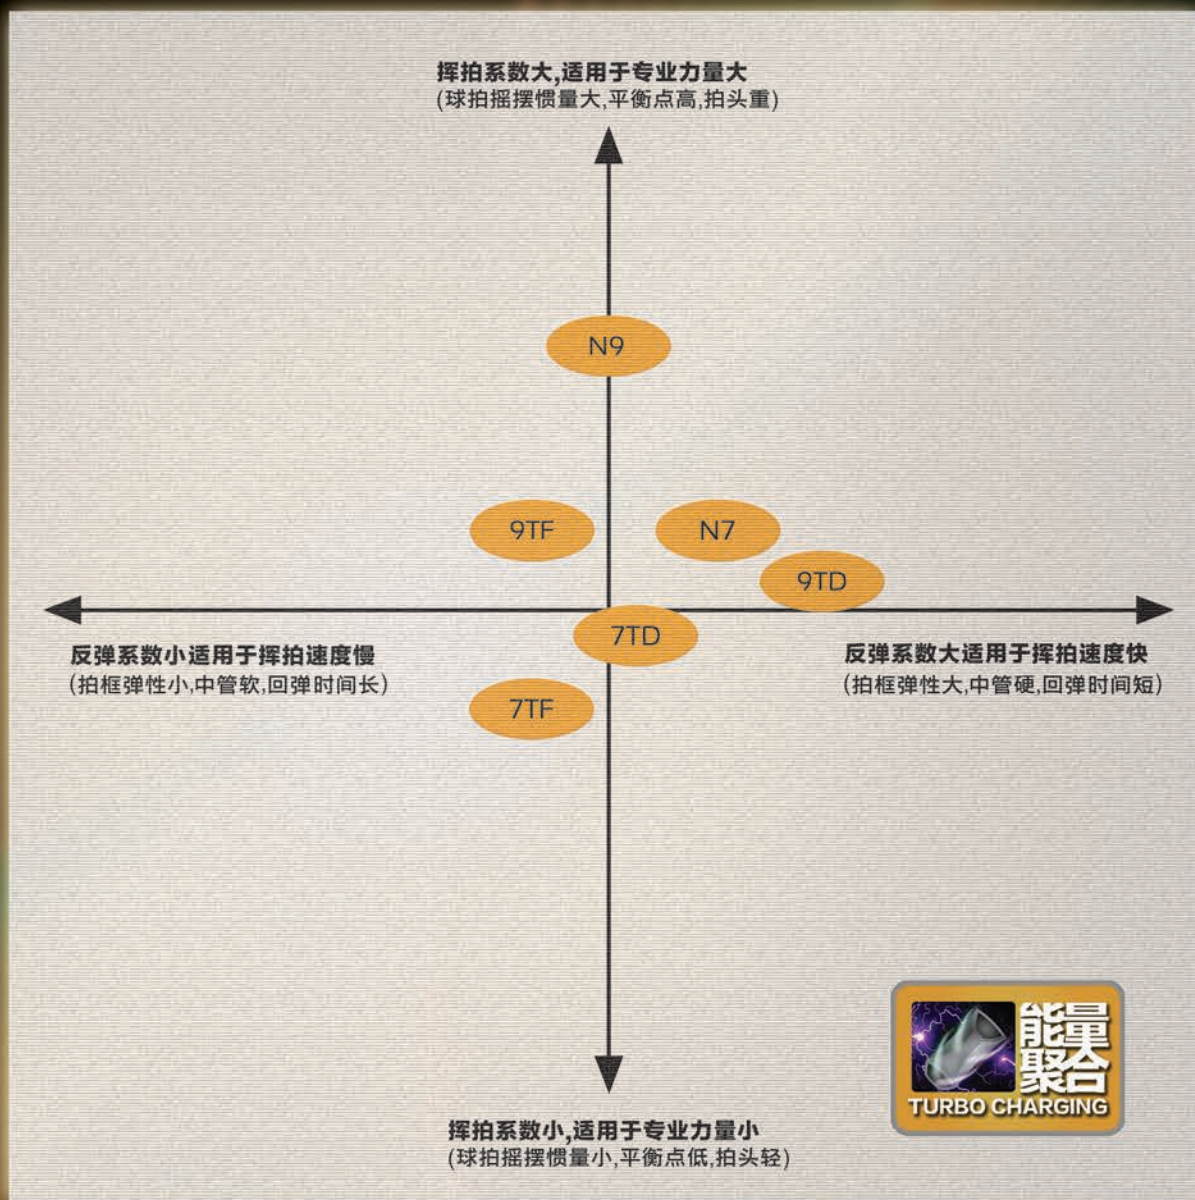 挥拍系数大,适用于专业力量大
(球拍摇摆惯量大,平衡点高,拍头重)
N9
9TF
N7
9TD
7TD
反弹系数小适用于挥拍速度慢
(拍框弹性小,中管软,回弹时间长)
反弹系数大适用于挥拍速度快
(拍框弹性大,中管硬,回弹时间短)
7TF
能量
聚合
TURBO CHARGING
挥拍系数小,适用于专业力量小
(球拍摇摆惯量小,平衡点低,拍头轻)